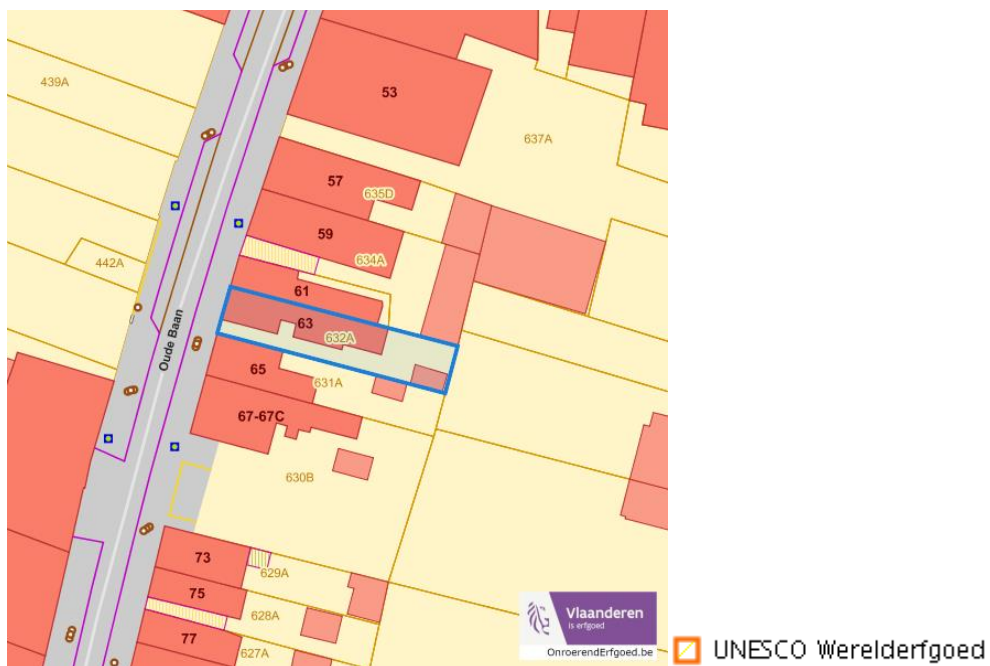 53
439A
637A
57
635D
59
634A
442A
61
63
632A
Oude Baan
65
631A
67-67C
630B
73
629A
75
628A
77
627A
Vlaanderen
is erfgoed
OnroerendErfgoed.be
UNESCO Werelderfgoed